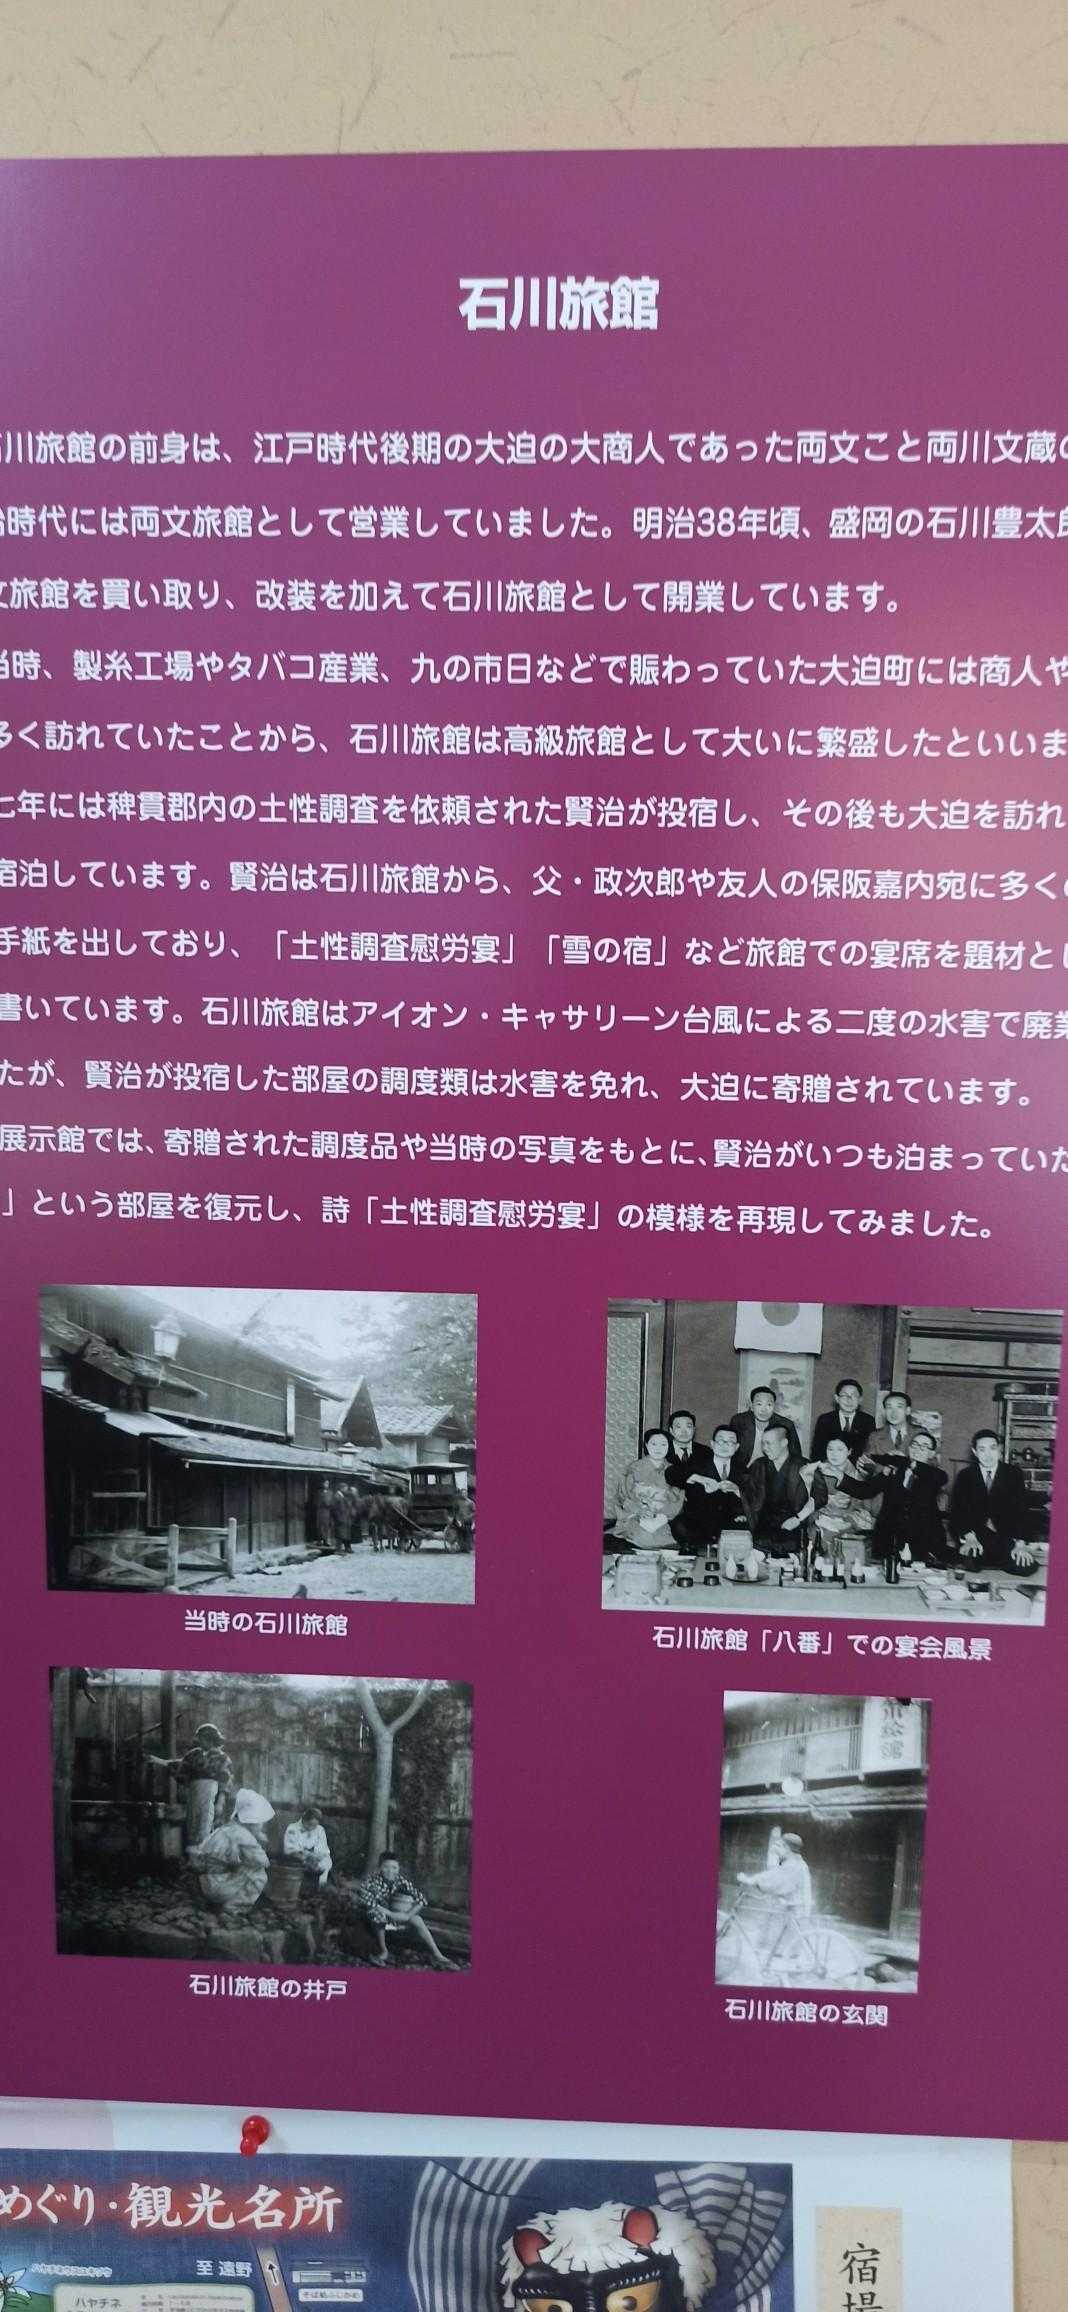 石川旅館
川旅館の前身は、江戸時代後期の大迫の大商人であった両文こと両川文蔵の
時代には両文旅館として営業していました。明治38年頃、盛岡の石川豊太郎
文旅館を買い取り、改装を加えて石川旅館として開業しています。
当時、製糸工場やタバコ産業、九の市日などで賑わっていた大迫町には商人や
多く訪れていたことから、石川旅館は高級旅館として大いに繁盛したといいま
七年には稗貫郡内の土性調査を依頼された賢治が投宿し、その後も大迫を訪れ
宿泊しています。賢治は石川旅館から、父・政次郎や友人の保阪嘉内宛に多く
手紙を出しており、「土性調査慰労宴」「雪の宿」など旅館での宴席を題材とし
書いています。石川旅館はアイオン・キャサリーン台風による二度の水害で廃業
たが、賢治が投宿した部屋の調度類は水害を免れ、大迫に寄贈されています。
展示館では、寄贈された調度品や当時の写真をもとに、賢治がいつも泊まっていた
」という部屋を復元し、詩「土性調査慰労宴」の模様を再現してみました。
当時の石川旅館
石川旅館「八番」での宴会風景
石川旅館の井戸
石川旅館の玄関
めぐり・観光名所
至 遠野
ハヤチネ
宿場